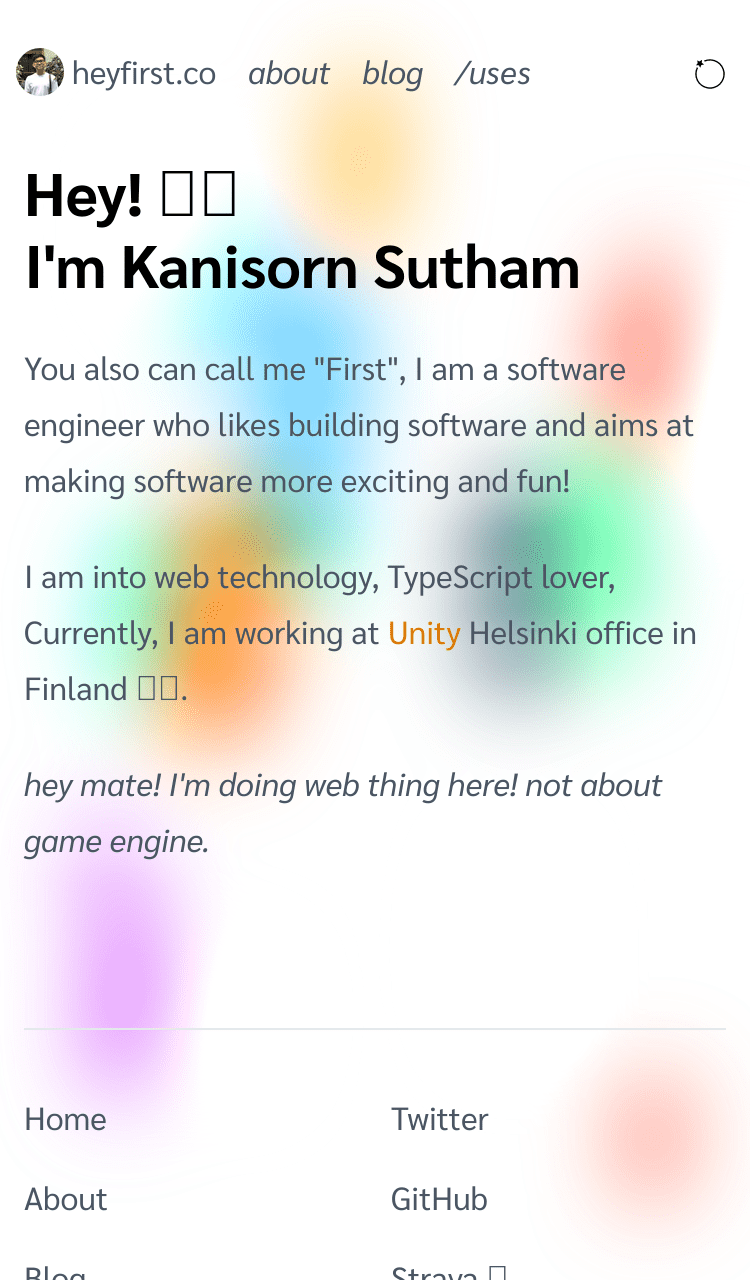 heyfirst.co about blog /uses
Hey! 
I'm Kanisorn Sutham
You also can call me "First", I am a software
engineer who likes building software and aims at
making software more exciting and fun!
I am into web technology, TypeScript lover,
Currently, I am working at Unity Helsinki office in
Finland .
hey mate! I'm doing web thing here! not about
game engine.
Home Twitter
About GitHub
Blog Strava